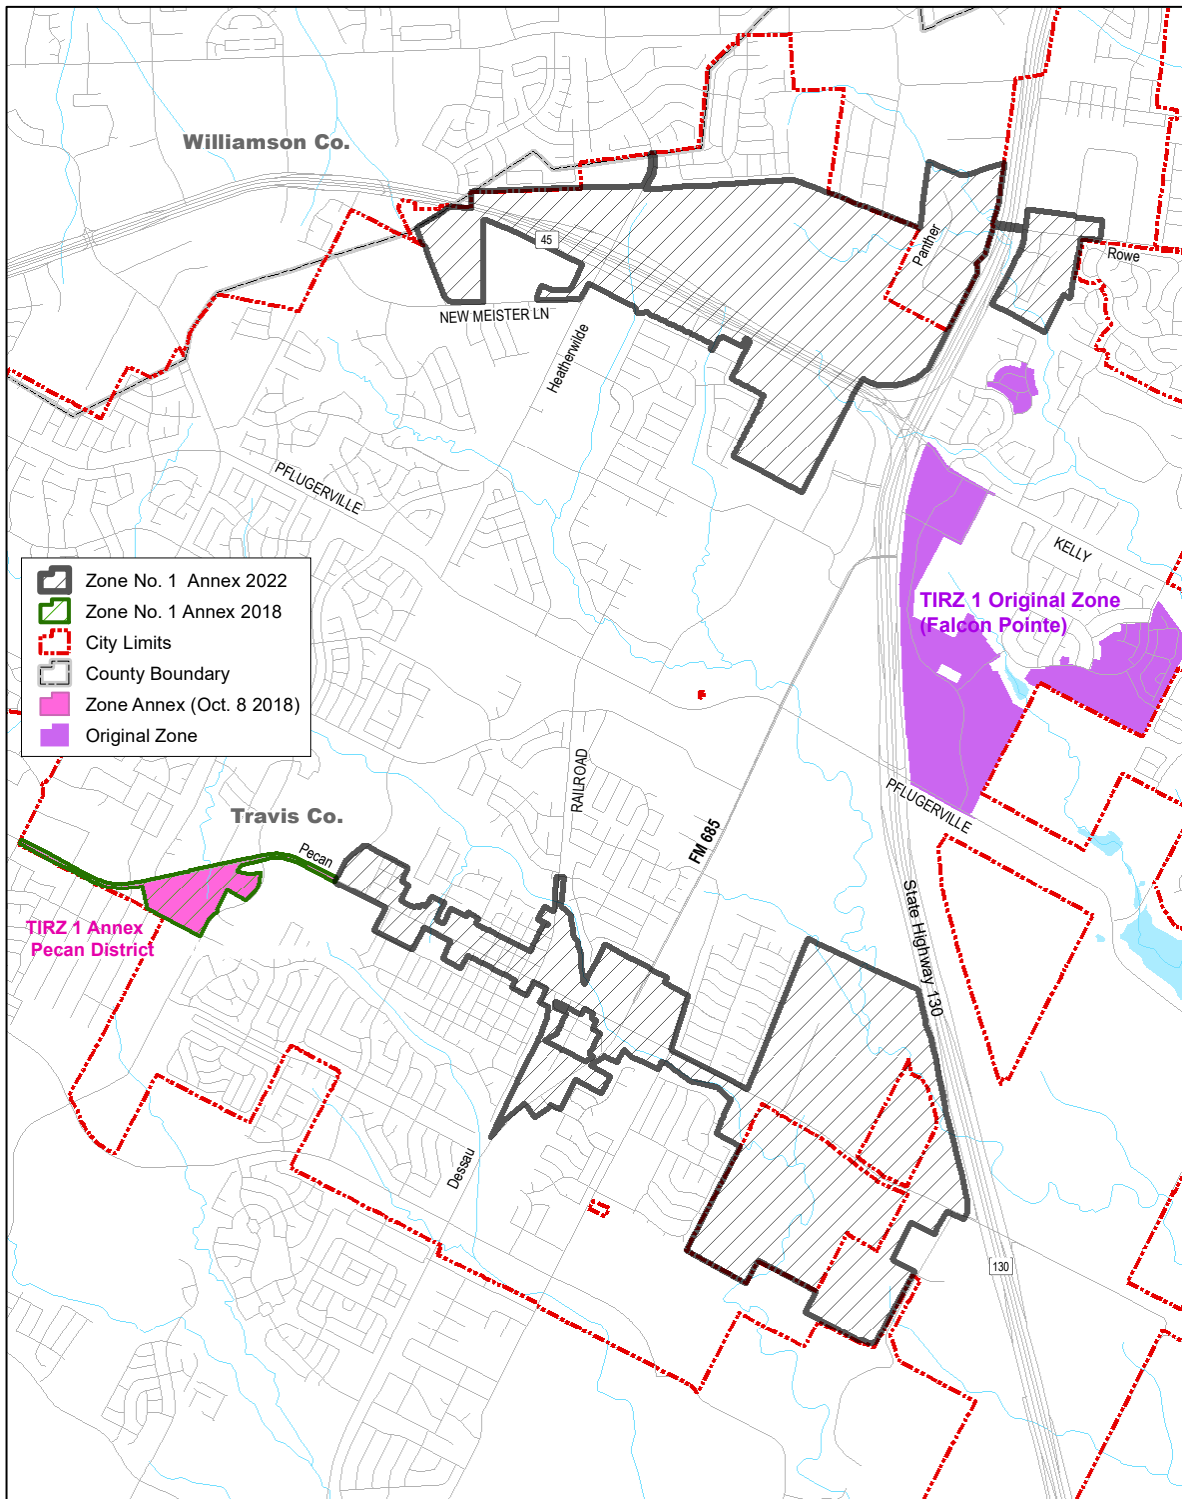 Williamson Co.
45
Panther
Rowe
NEW MEISTER LN
Heatherwilde
PFLUGERVILLE
KELLY
Zone No. 1 Annex 2022
Zone No. 1 Annex 2018
City Limits
County Boundary
Zone Annex (Oct. 8 2018)
Original Zone
TIRZ 1 Original Zone
(Falcon Pointe)
RAILROAD
PFLUGERVILLE
Travis Co.
FM 685
Pecan
State Highway 130
TIRZ 1 Annex
Pecan District
Dessau
130